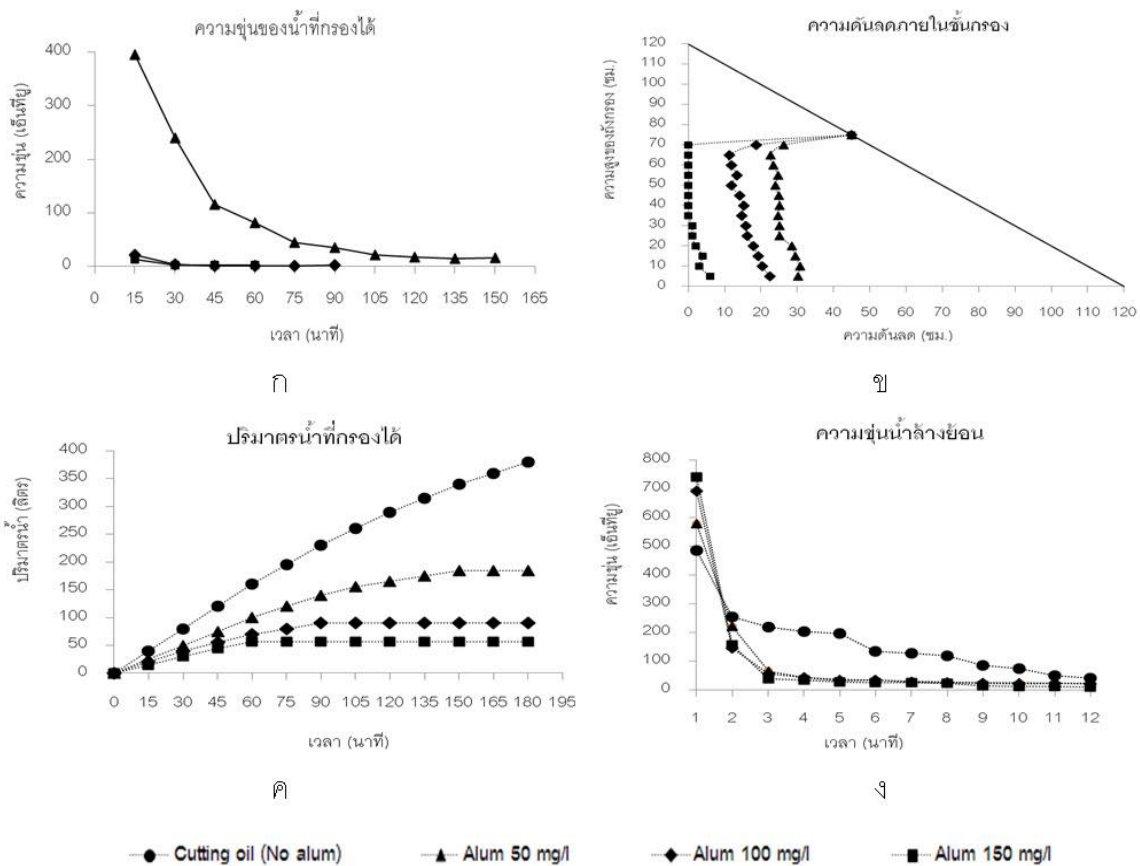 ความขุ่นของน้ำที่กรองได้
400
300
200
100
0
ความขุ่น (เอ็นทียู)
0 15 30 45 60 75 90 105 120 135 150 165
เวลา (นาที)
ก
ความดันลดภายในชั้นกรอง
120
110
100
90
80
70
60
50
40
30
20
10
0
ความสูงของถังกรอง (ซม.)
0 10 20 30 40 50 60 70 80 90 100 110 120
ความดันลด (ซม.)
ข
ปริมาตรน้ำที่กรองได้
400
350
300
250
200
150
100
50
0
ปริมาตรน้ำ (ลิตร)
0 15 30 45 60 75 90 105 120 135 150 165 180 195
เวลา (นาที)
ค
ความขุ่นน้ำล้างย้อน
800
700
600
500
400
300
200
100
0
ความขุ่น (เอ็นทียู)
1 2 3 4 5 6 7 8 9 10 11 12
เวลา (นาที)
ง
Cutting oil (No alum) Alum 50 mg/l Alum 100 mg/l Alum 150 mg/l